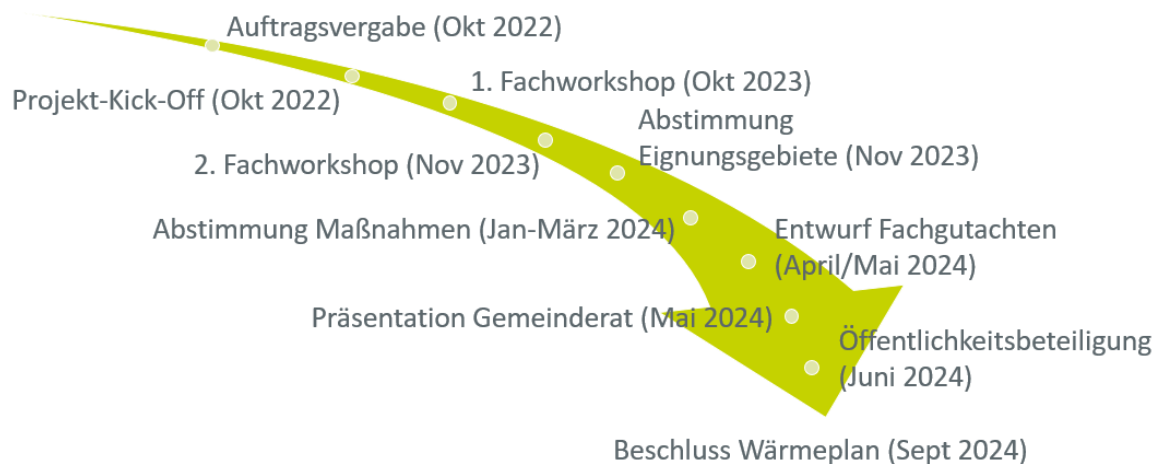 Auftragsvergabe (Okt 2022)
Projekt-Kick-Off (Okt 2022)
1. Fachworkshop (Okt 2023)
2. Fachworkshop (Nov 2023)
Abstimmung
Eignungsgebiete (Nov 2023)
Abstimmung Maßnahmen (Jan-März 2024)
Entwurf Fachgutachten
(April/Mai 2024)
Präsentation Gemeinderat (Mai 2024)
Öffentlichkeitsbeteiligung
(Juni 2024)
Beschluss Wärmeplan (Sept 2024)